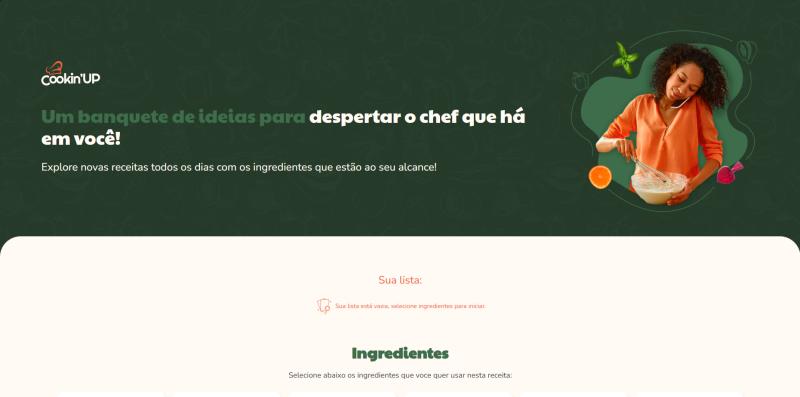 Cookin'UP
Um banquete de ideias para despertar o chef que há
em você!
Explore novas receitas todos os dias com os ingredientes que estão ao seu alcance!
Sua lista:
Sua lista está vazia, selecione ingredientes para iniciar.
Ingredientes
Selecione abaixo os ingredientes que voce quer usar nesta receita: